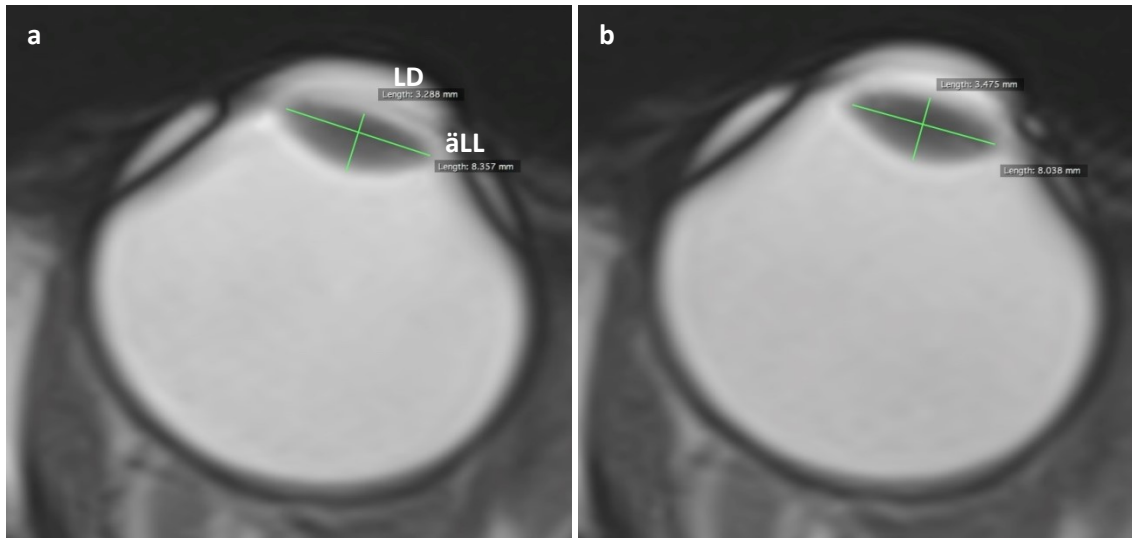 a
LD
Length: 3.288 mm
äLL
Length: 8.357 mm
b
Length: 3.475 mm
Length: 8.038 mm